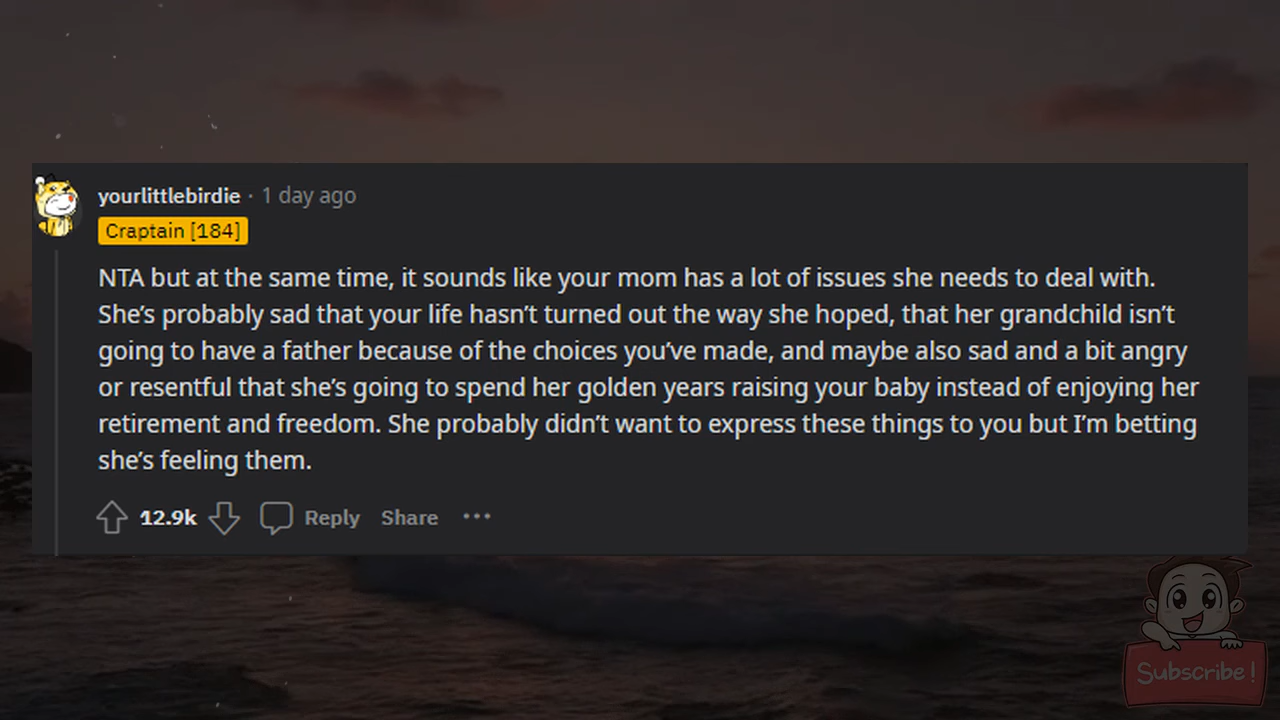 yourlittlebirdie · 1 day ago
Craptain [184]
NTA but at the same time, it sounds like your mom has a lot of issues she needs to deal with.
She’s probably sad that your life hasn’t turned out the way she hoped, that her grandchild isn’t
going to have a father because of the choices you’ve made, and maybe also sad and a bit angry
or resentful that she’s going to spend her golden years raising your baby instead of enjoying her
retirement and freedom. She probably didn’t want to express these things to you but I’m betting
she’s feeling them.
12.9k Reply Share ···
Subscribe!